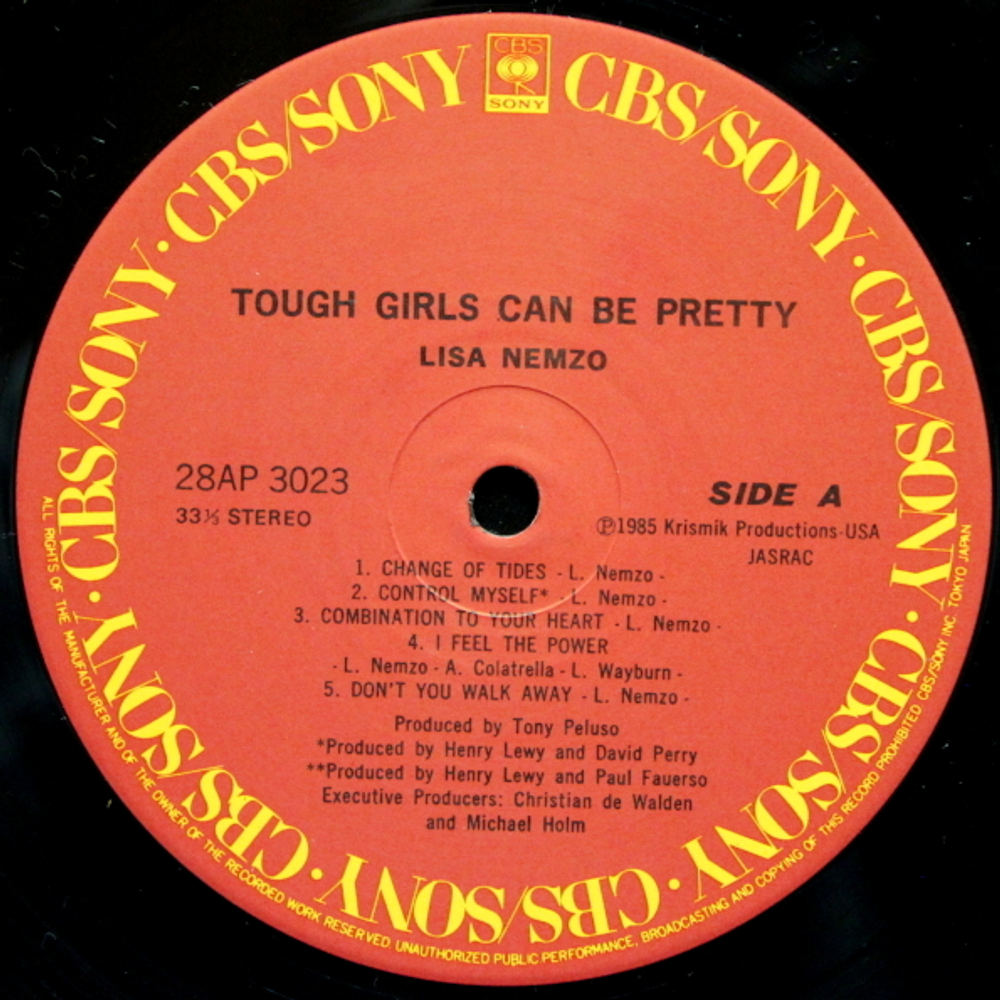 CBS
SONY
CBS/SONY · CBS/SONY · CBS/SONY · CBS/SONY · CBS/SONY · CBS/SONY · CBS/SONY · CBS/SONY
TOUGH GIRLS CAN BE PRETTY
LISA NEMZO
28AP 3023
33⅓ STEREO
SIDE A
℗1985 Krismik Productions-USA
JASRAC
1. CHANGE OF TIDES - L. Nemzo -
2. CONTROL MYSELF* - L. Nemzo -
3. COMBINATION TO YOUR HEART - L. Nemzo -
4. I FEEL THE POWER
- L. Nemzo - A. Colatrella - L. Wayburn -
5. DON'T YOU WALK AWAY - L. Nemzo -
Produced by Tony Peluso
*Produced by Henry Lewy and David Perry
**Produced by Henry Lewy and Paul Fauerso
Executive Producers: Christian de Walden
and Michael Holm
ALL RIGHTS OF THE MANUFACTURER AND OF THE OWNER OF THE RECORDED WORK RESERVED. UNAUTHORIZED PUBLIC PERFORMANCE, BROADCASTING AND COPYING OF THIS RECORD PROHIBITED CBS/SONY INC. TOKYO JAPAN